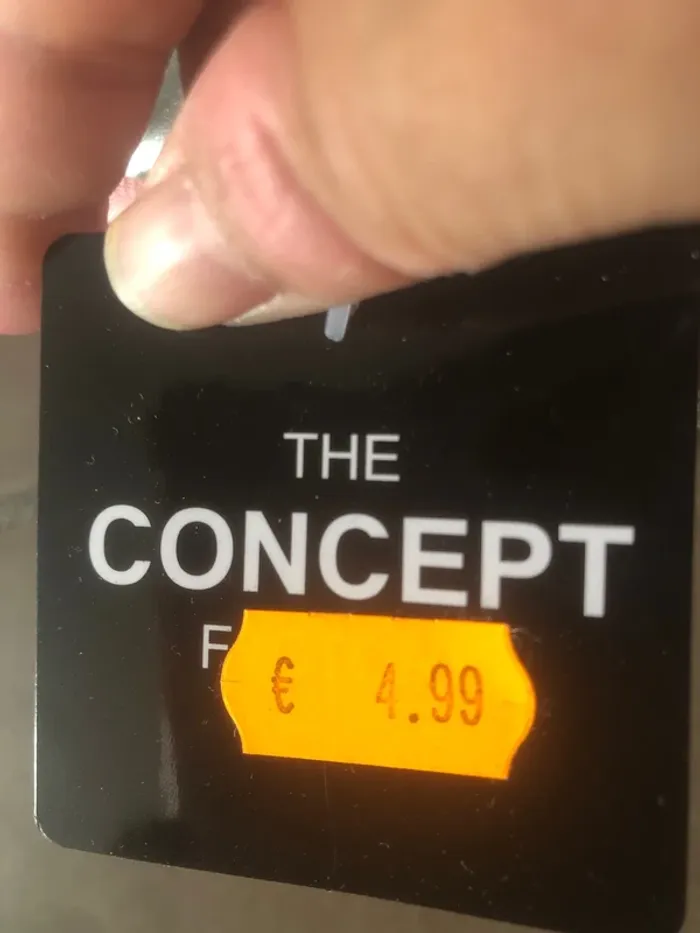 THE
CONCEPT
F
€ 4.99